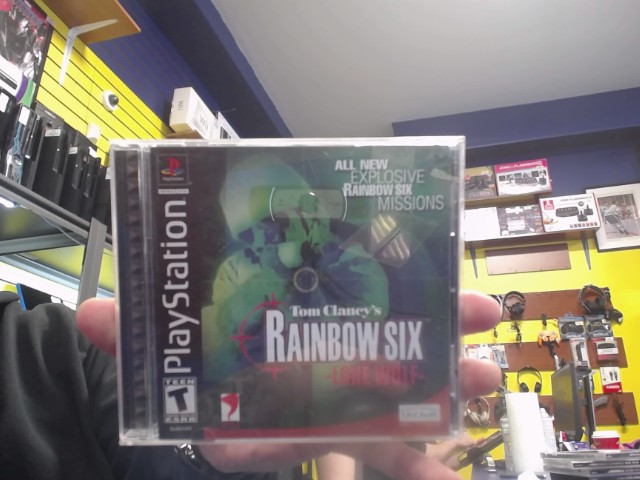 ALL NEW
EXPLOSIVE
RAINBOW SIX
MISSIONS
PlayStation
Tom Clancy's
RAINBOW SIX
LONE WOLF
TEEN
T